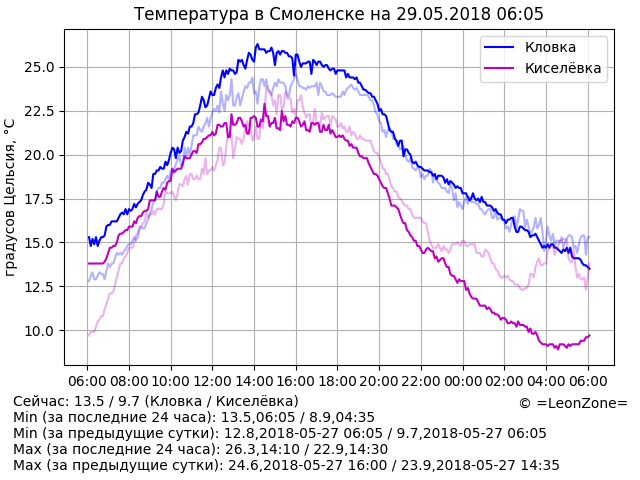 Температура в Смоленске на 29.05.2018 06:05
градусов Цельсия, °C
25.0
22.5
20.0
17.5
15.0
12.5
10.0
Кловка
Киселёвка
06:00 08:00 10:00 12:00 14:00 16:00 18:00 20:00 22:00 00:00 02:00 04:00 06:00
Сейчас: 13.5 / 9.7 (Кловка / Киселёвка)
© =LeonZone=
Min (за последние 24 часа): 13.5,06:05 / 8.9,04:35
Min (за предыдущие сутки): 12.8,2018-05-27 06:05 / 9.7,2018-05-27 06:05
Max (за последние 24 часа): 26.3,14:10 / 22.9,14:30
Max (за предыдущие сутки): 24.6,2018-05-27 16:00 / 23.9,2018-05-27 14:35